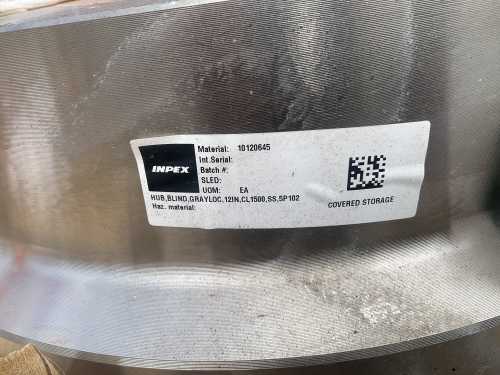 INPEX
Material: 10120645
Int.Serial:
Batch #:
SLED:
UOM: EA
HUB,BLIND,GRAYLOC,12IN,CL1500,SS,SP102
Haz. material:
COVERED STORAGE